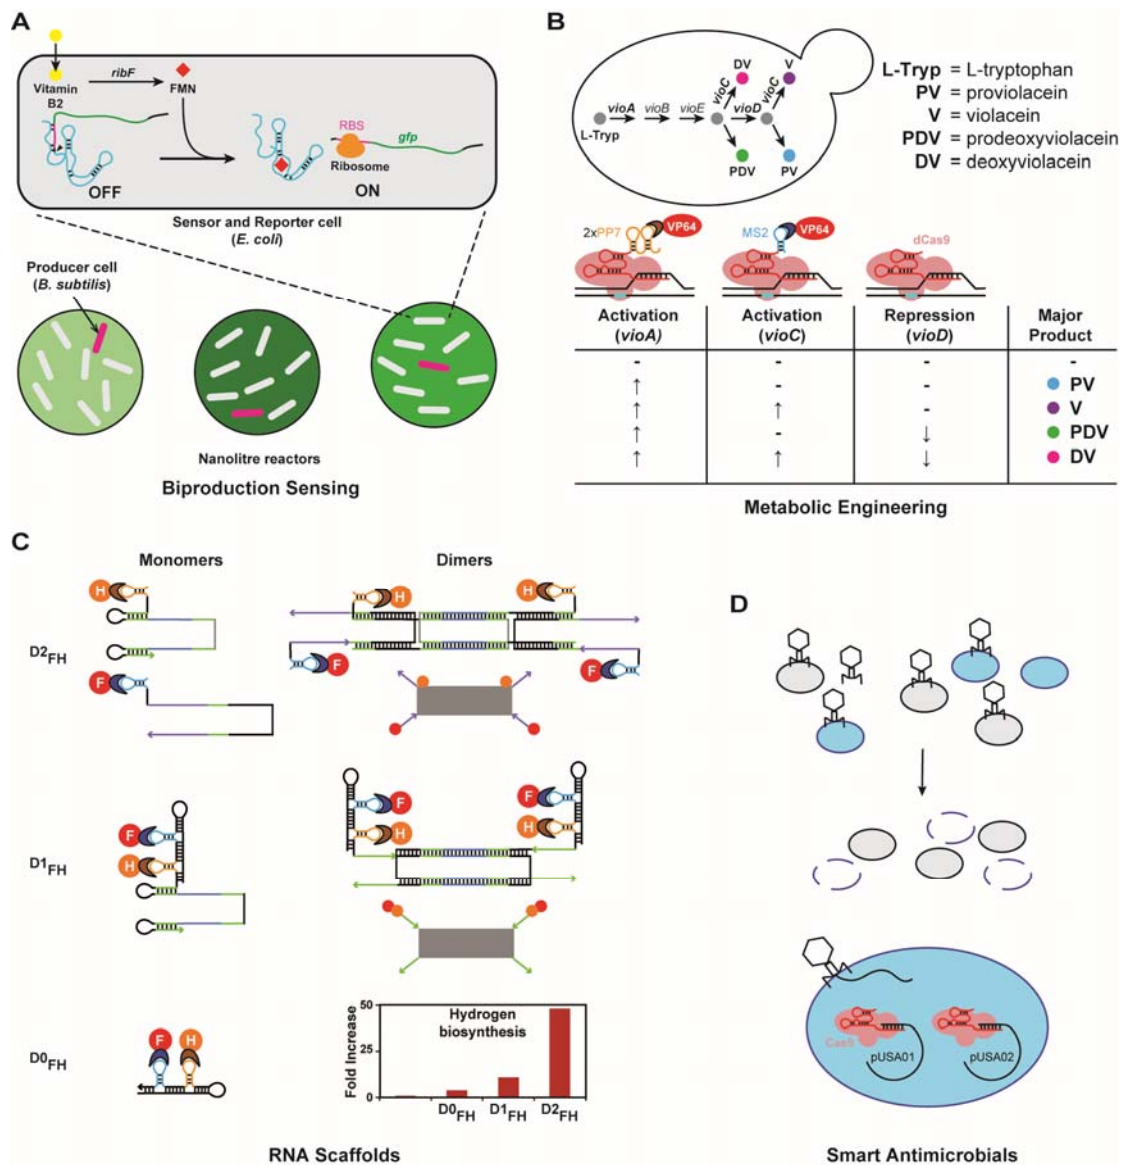 A
Vitamin
B2
ribF
FMN
OFF
RBS
gfp
Ribosome
ON
Sensor and Reporter cell
(E. coli)
Producer cell
(B. subtilis)
Nanolitre reactors
Biproduction Sensing
B
DV
V
vioC
vioC
vioA
vioB
vioE
vioD
L-Tryp
PDV
PV
L-Tryp = L-tryptophan
PV = proviolacein
V = violacein
PDV = prodeoxyviolacein
DV = deoxyviolacein
2xPP7
VP64
MS2
VP64
dCas9
Activation
(vioA)
Activation
(vioC)
Repression
(vioD)
Major
Product
- - - -
↑ - - PV
↑ ↑ - V
↑ - ↓ PDV
↑ ↑ ↓ DV
Metabolic Engineering
C
Monomers
Dimers
D2FH
H
F
H
H
F
F
D1FH
F
H
F
H
F
H
D0FH
F
H
Fold Increase
50
25
0
Hydrogen
biosynthesis
D0FH
D1FH
D2FH
RNA Scaffolds
D
Cas9
pUSA01
pUSA02
Smart Antimicrobials